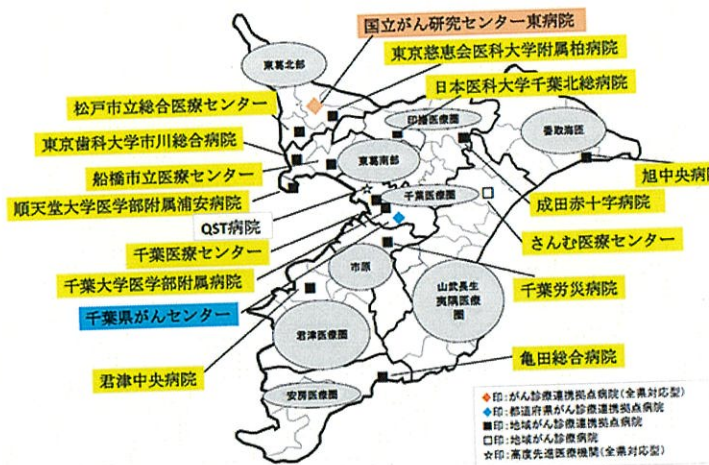 国立がん研究センター東病院
東京慈恵会医科大学附属柏病院
東葛北部
日本医科大学千葉北総病院
松戸市立総合医療センター
印旛医療圏
香取海匝
東京歯科大学市川総合病院
東葛南部
船橋市立医療センター
旭中央病院
順天堂大学医学部附属浦安病院
千葉医療圏
成田赤十字病院
QST病院
さんむ医療センター
千葉医療センター
千葉大学医学部附属病院
市原
山武長生
夷隅医療
圏
千葉労災病院
千葉県がんセンター
君津医療圏
君津中央病院
亀田総合病院
安房医療圏
◆印:がん診療連携拠点病院(全県対応型)
◆印:都道府県がん診療連携拠点病院
■印:地域がん診療連携拠点病院
□印:地域がん診療病院
☆印:高度先進医療機関(全県対応型)